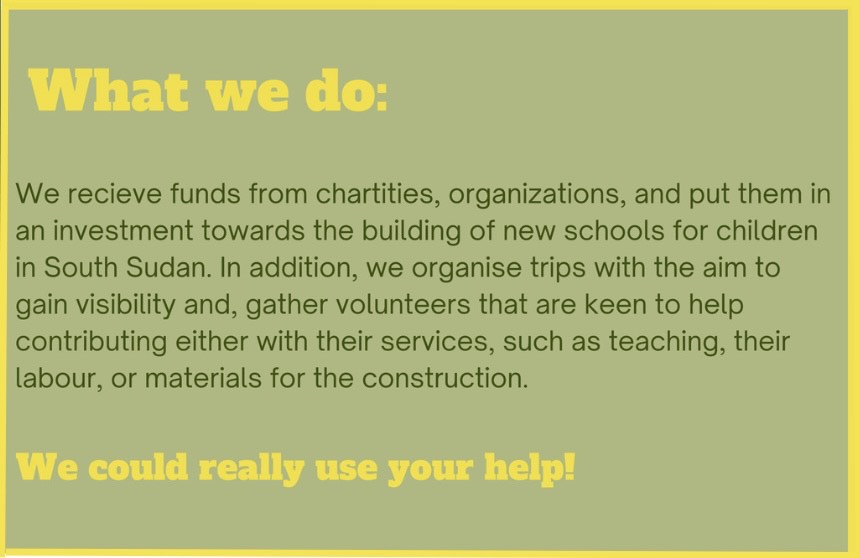 What we do:
We recieve funds from chartities, organizations, and put them in
an investment towards the building of new schools for children
in South Sudan. In addition, we organise trips with the aim to
gain visibility and, gather volunteers that are keen to help
contributing either with their services, such as teaching, their
labour, or materials for the construction.
We could really use your help!